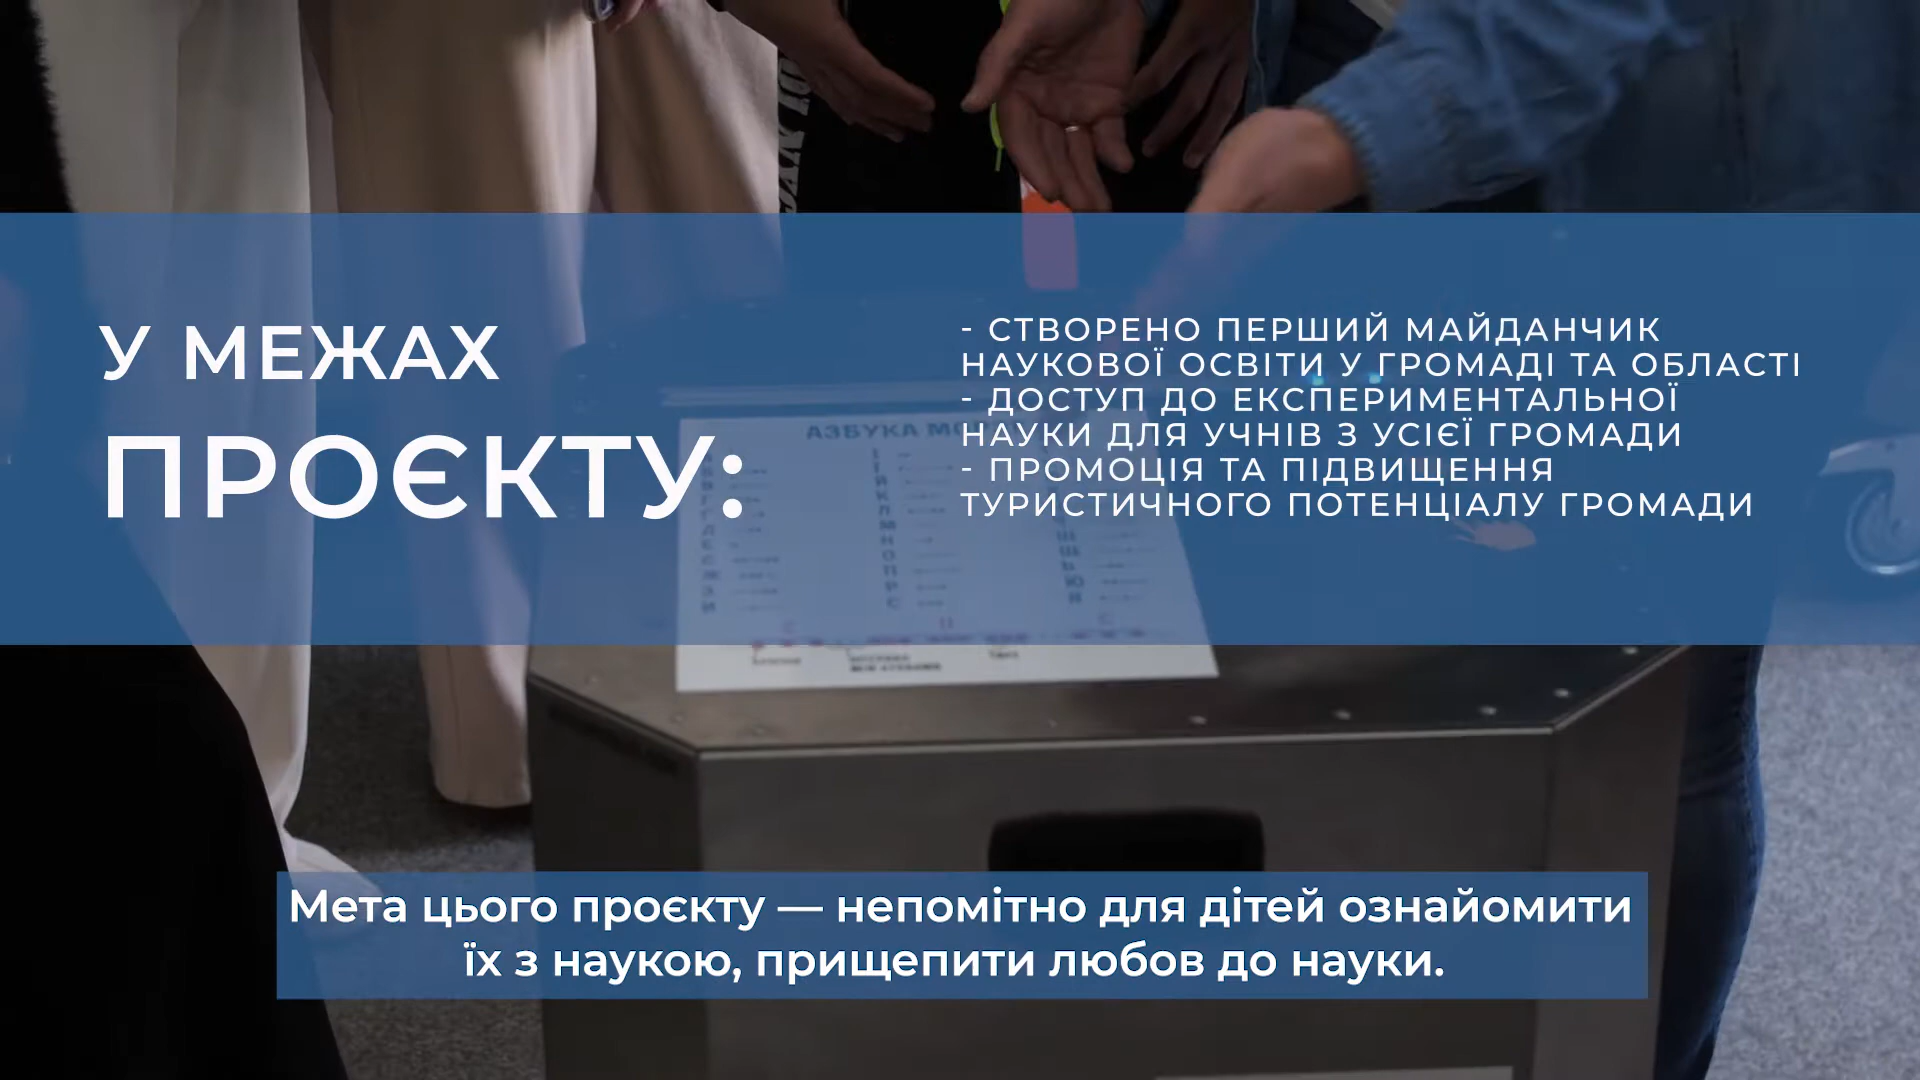 У МЕЖАХ
ПРОЄКТУ:
- СТВОРЕНО ПЕРШИЙ МАЙДАНЧИК
НАУКОВОЇ ОСВІТИ У ГРОМАДІ ТА ОБЛАСТІ
- ДОСТУП ДО ЕКСПЕРИМЕНТАЛЬНОЇ
НАУКИ ДЛЯ УЧНІВ З УСІЄЇ ГРОМАДИ
- ПРОМОЦІЯ ТА ПІДВИЩЕННЯ
ТУРИСТИЧНОГО ПОТЕНЦІАЛУ ГРОМАДИ
АЗБУКА
Мета цього проєкту — непомітно для дітей ознайомити
їх з наукою, прищепити любов до науки.